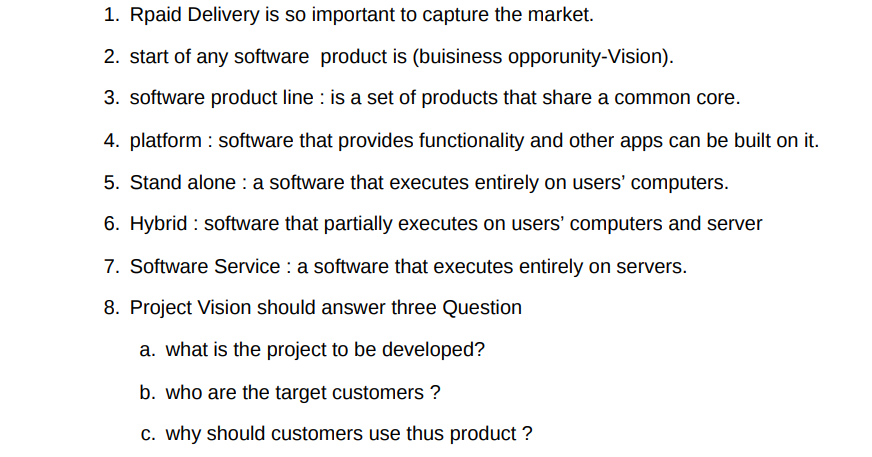 1. Rpaid Delivery is so important to capture the market.
2. start of any software  product is (buisiness opporunity-Vision).
3. software product line : is a set of products that share a common core.
4. platform : software that provides functionality and other apps can be built on it.
5. Stand alone : a software that executes entirely on users’ computers.
6. Hybrid : software that partially executes on users’ computers and server
7. Software Service : a software that executes entirely on servers.
8. Project Vision should answer three Question
a. what is the project to be developed?
b. who are the target customers ?
c. why should customers use thus product ?